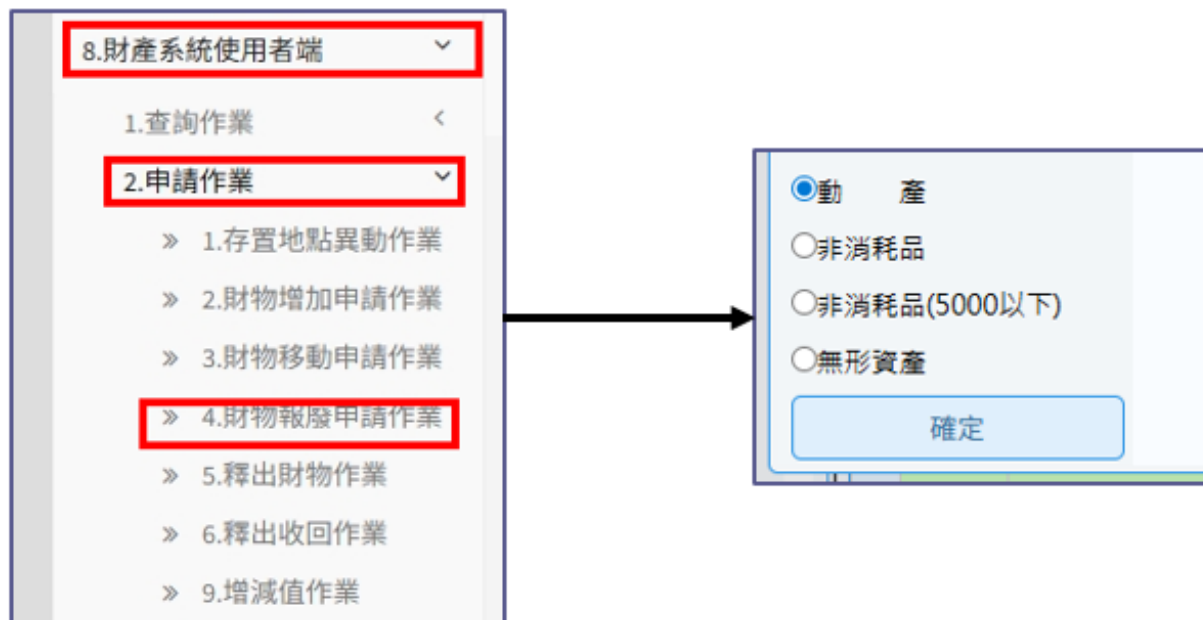 8.財產系統使用者端
1.查詢作業
2.申請作業
» 1.存置地點異動作業
» 2.財物增加申請作業
» 3.財物移動申請作業
» 4.財物報廢申請作業
» 5.釋出財物作業
» 6.釋出收回作業
» 9.增減值作業
動 產
非消耗品
非消耗品(5000以下)
無形資產
確定